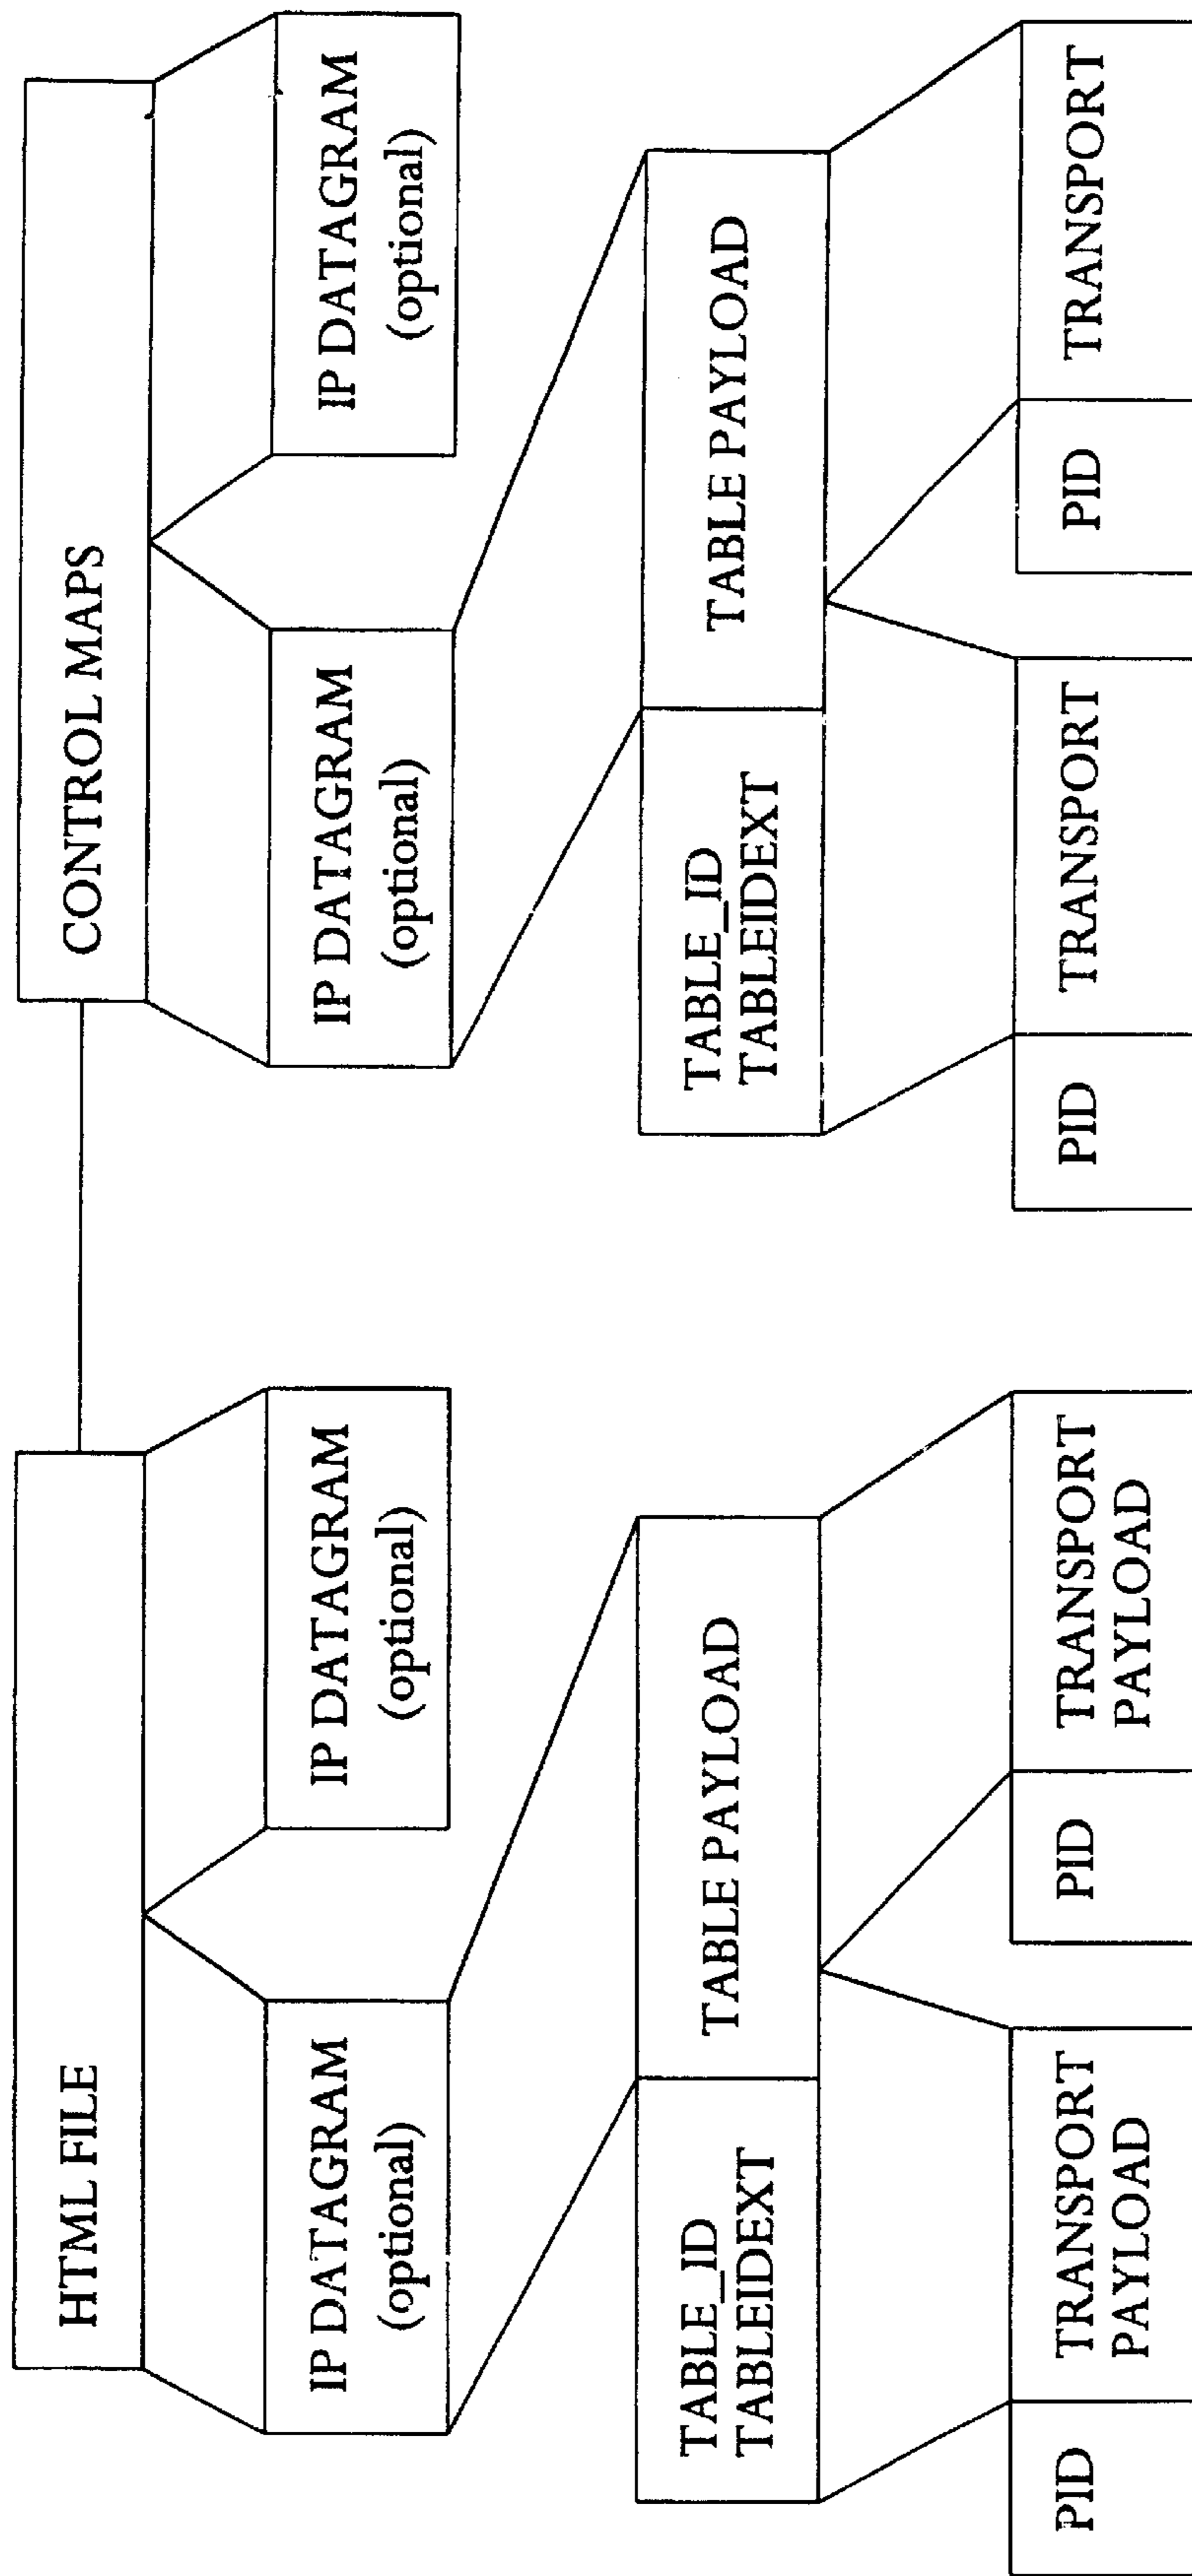 HTML FILE
CONTROL MAPS
IP DATAGRAM
(optional)
IP DATAGRAM
(optional)
IP DATAGRAM
(optional)
IP DATAGRAM
(optional)
TABLE_ID
TABLEIDEXT
TABLE PAYLOAD
TABLE_ID
TABLEIDEXT
TABLE PAYLOAD
PID
TRANSPORT
PAYLOAD
PID
TRANSPORT
PAYLOAD
PID
TRANSPORT
PID
TRANSPORT